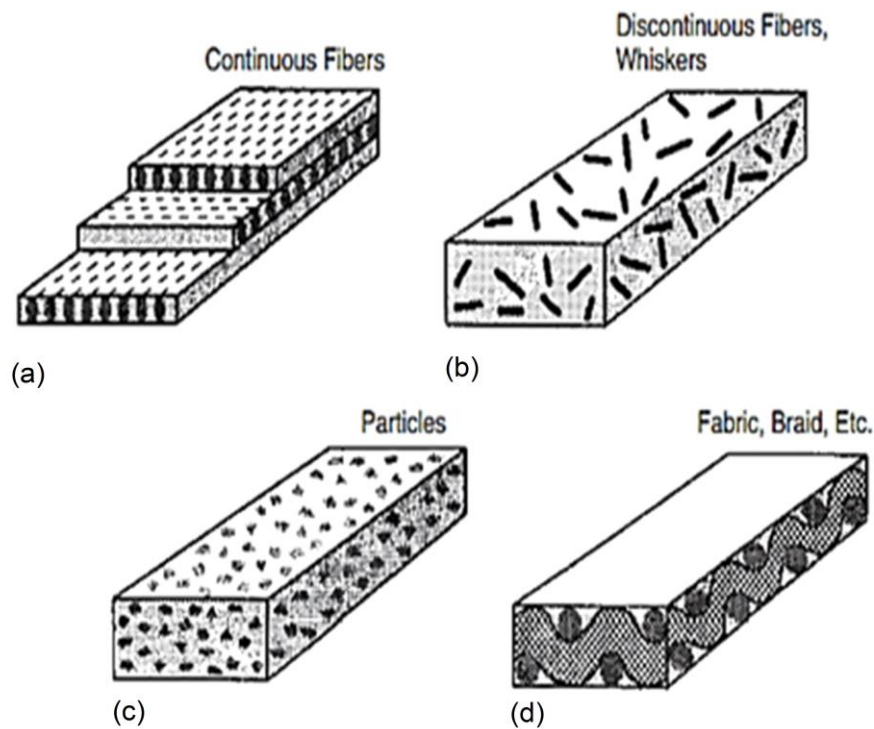 Continuous Fibers
Discontinuous Fibers,
Whiskers
(a)
(b)
Particles
Fabric, Braid, Etc.
(c)
(d)